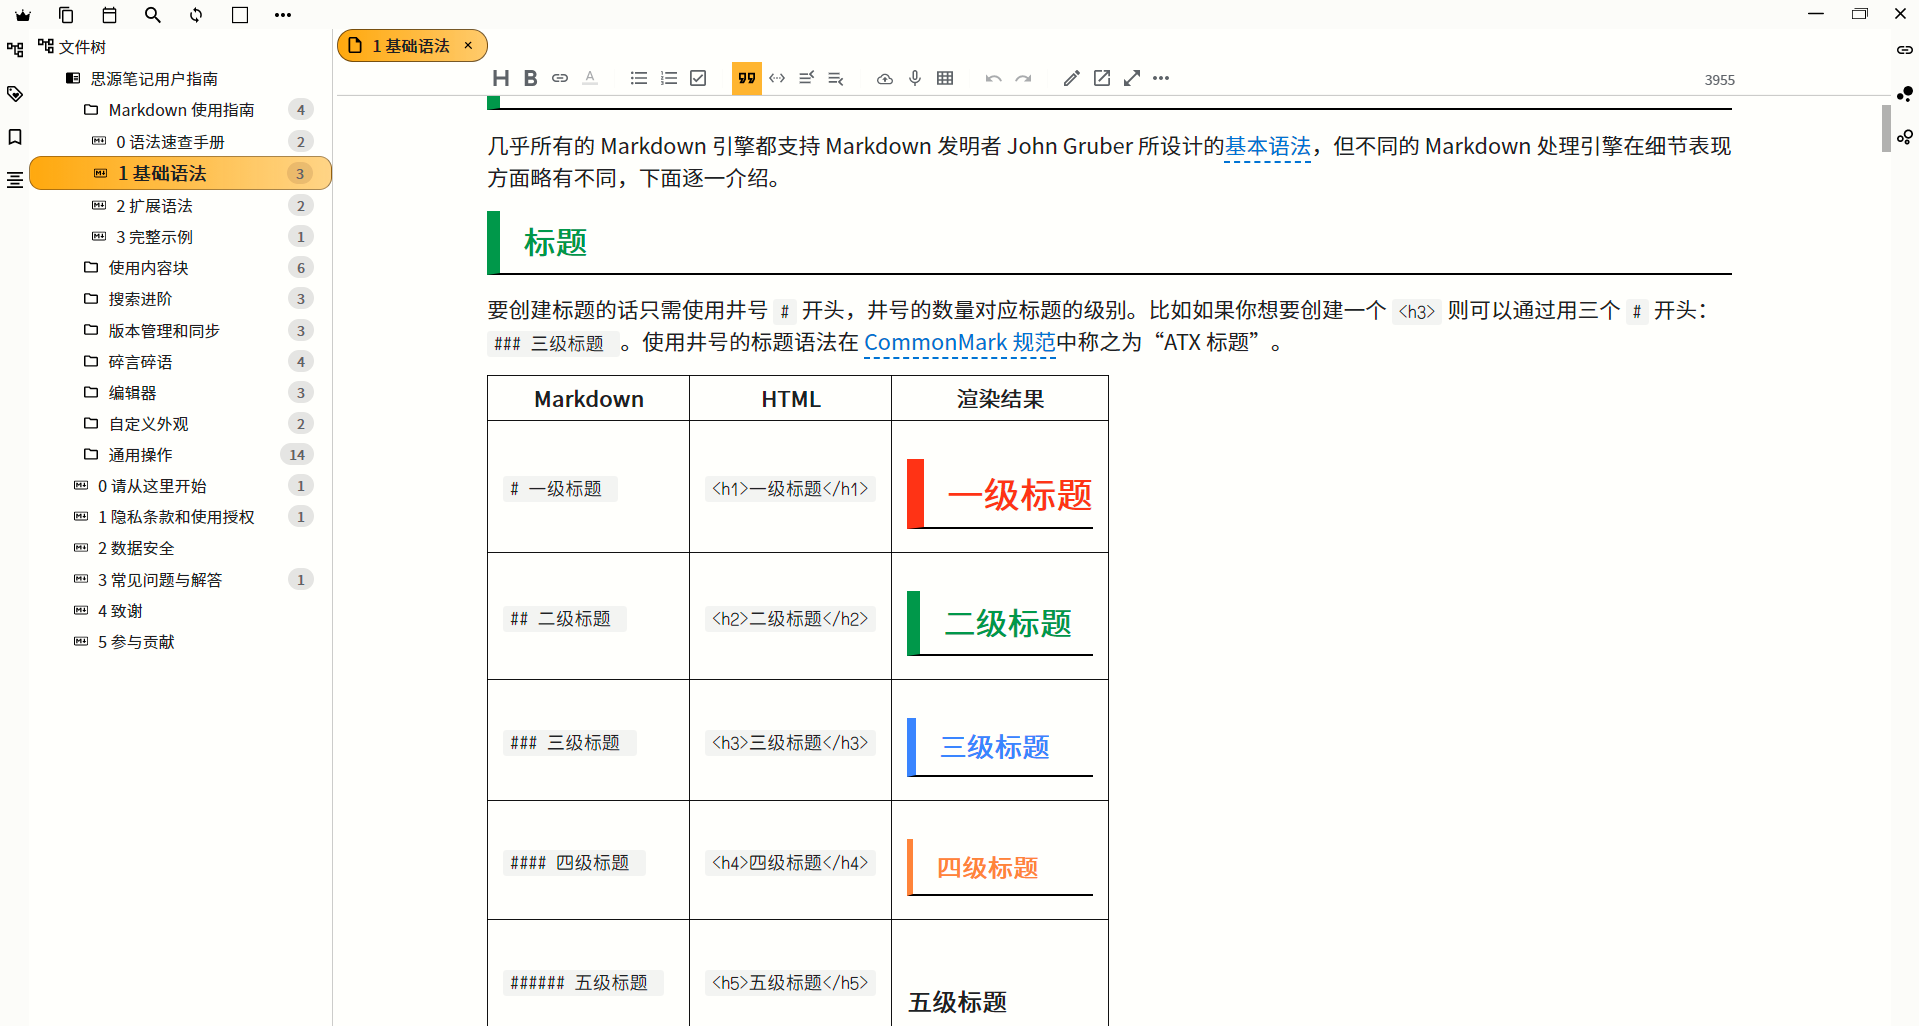 文件树
思源笔记用户指南
Markdown 使用指南 4
0 语法速查手册 2
1 基础语法 3
2 扩展语法 2
3 完整示例 1
使用内容块 6
搜索进阶 3
版本管理和同步 3
碎言碎语 4
编辑器 3
自定义外观 2
通用操作 14
0 请从这里开始 1
1 隐私条款和使用授权 1
2 数据安全
3 常见问题与解答 1
4 致谢
5 参与贡献
1 基础语法 ×
H B A
3955
几乎所有的 Markdown 引擎都支持 Markdown 发明者 John Gruber 所设计的基本语法，但不同的 Markdown 处理引擎在细节表现
方面略有不同，下面逐一介绍。
标题
要创建标题的话只需使用井号 # 开头，井号的数量对应标题的级别。比如如果你想要创建一个 <h3> 则可以通过用三个 # 开头：
### 三级标题 。使用井号的标题语法在 CommonMark 规范中称之为“ATX 标题”。
Markdown HTML 渲染结果
# 一级标题 <h1>一级标题</h1> 一级标题
## 二级标题 <h2>二级标题</h2> 二级标题
### 三级标题 <h3>三级标题</h3> 三级标题
#### 四级标题 <h4>四级标题</h4> 四级标题
###### 五级标题 <h5>五级标题</h5> 五级标题